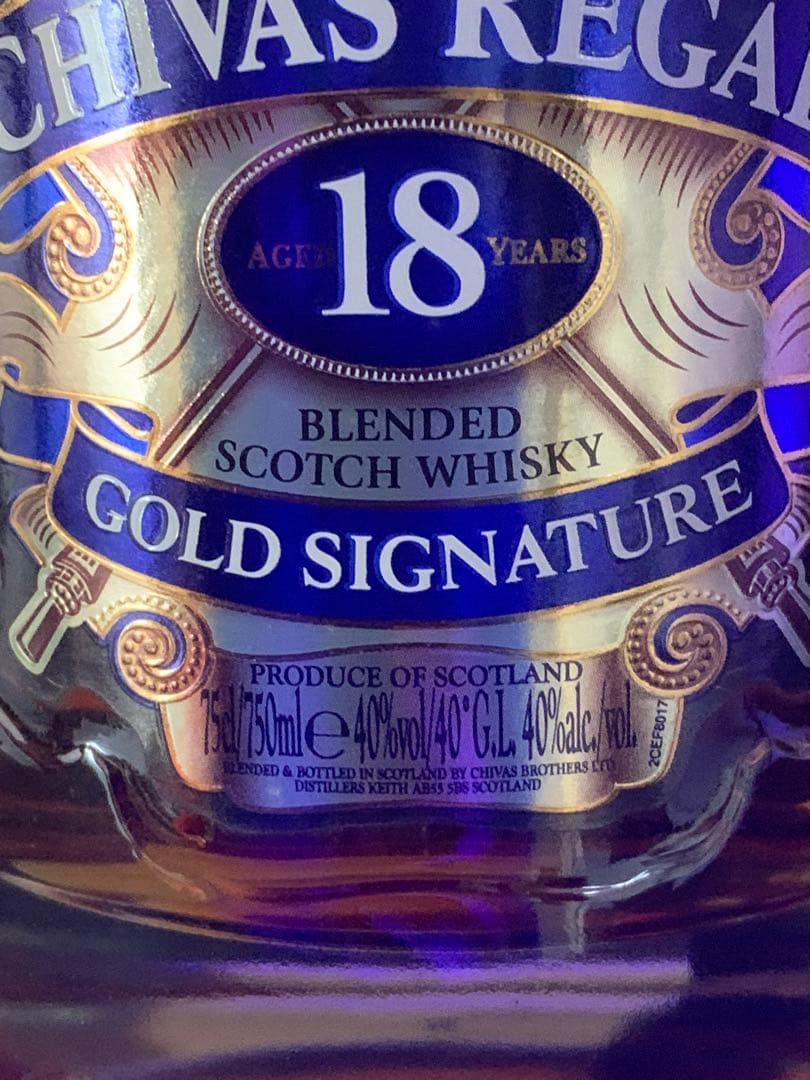 CHIVAS REGAL
AGED 18 YEARS
BLENDED
SCOTCH WHISKY
GOLD SIGNATURE
PRODUCE OF SCOTLAND
75cl/750ml e 40%vol/40°G.L. 40%alc./vol.
2CEF8017
BLENDED & BOTTLED IN SCOTLAND BY CHIVAS BROTHERS LTD
DISTILLERS KEITH AB55 5BS SCOTLAND